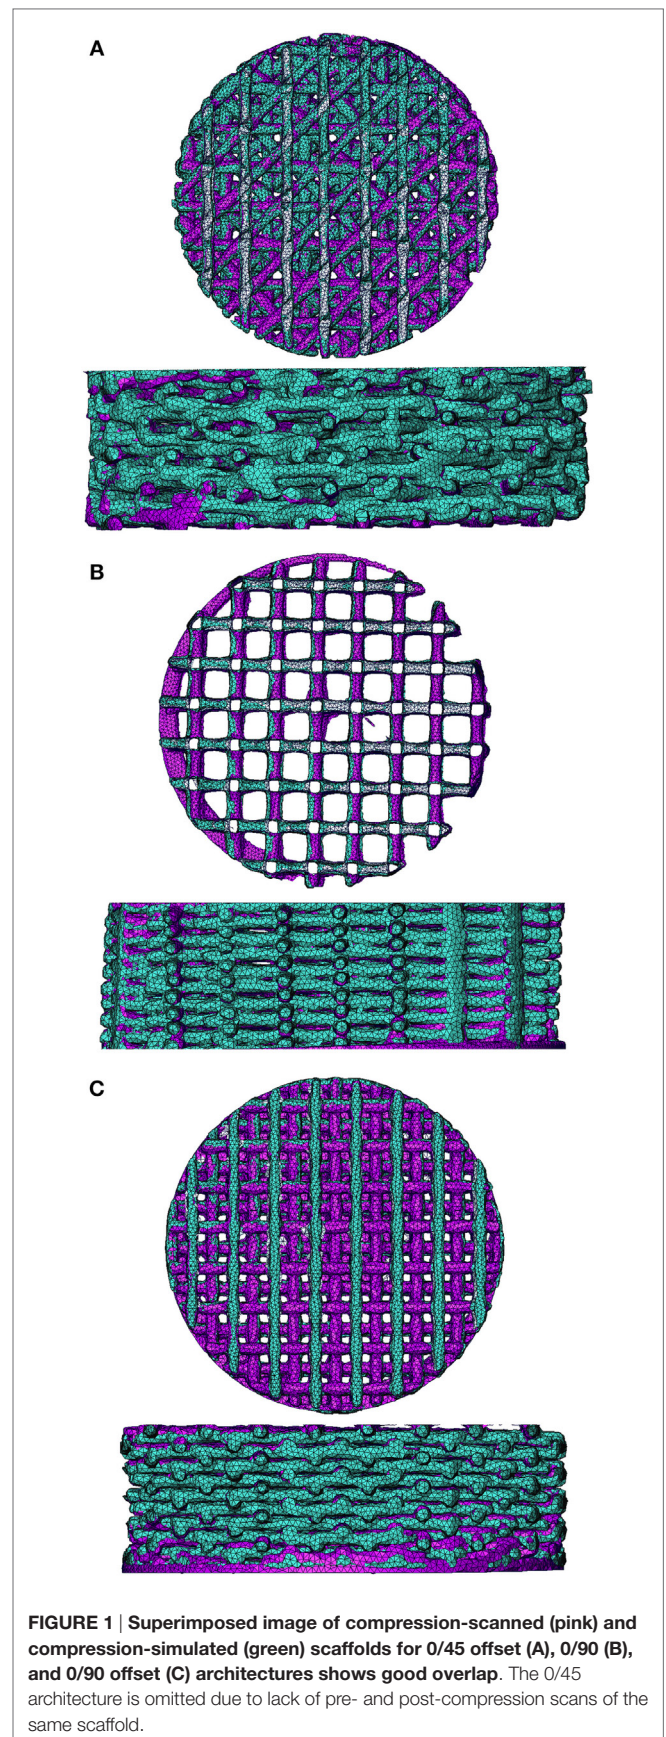 A
B
C
FIGURE 1 | Superimposed image of compression-scanned (pink) and
compression-simulated (green) scaffolds for 0/45 offset (A), 0/90 (B),
and 0/90 offset (C) architectures shows good overlap. The 0/45
architecture is omitted due to lack of pre- and post-compression scans of the
same scaffold.